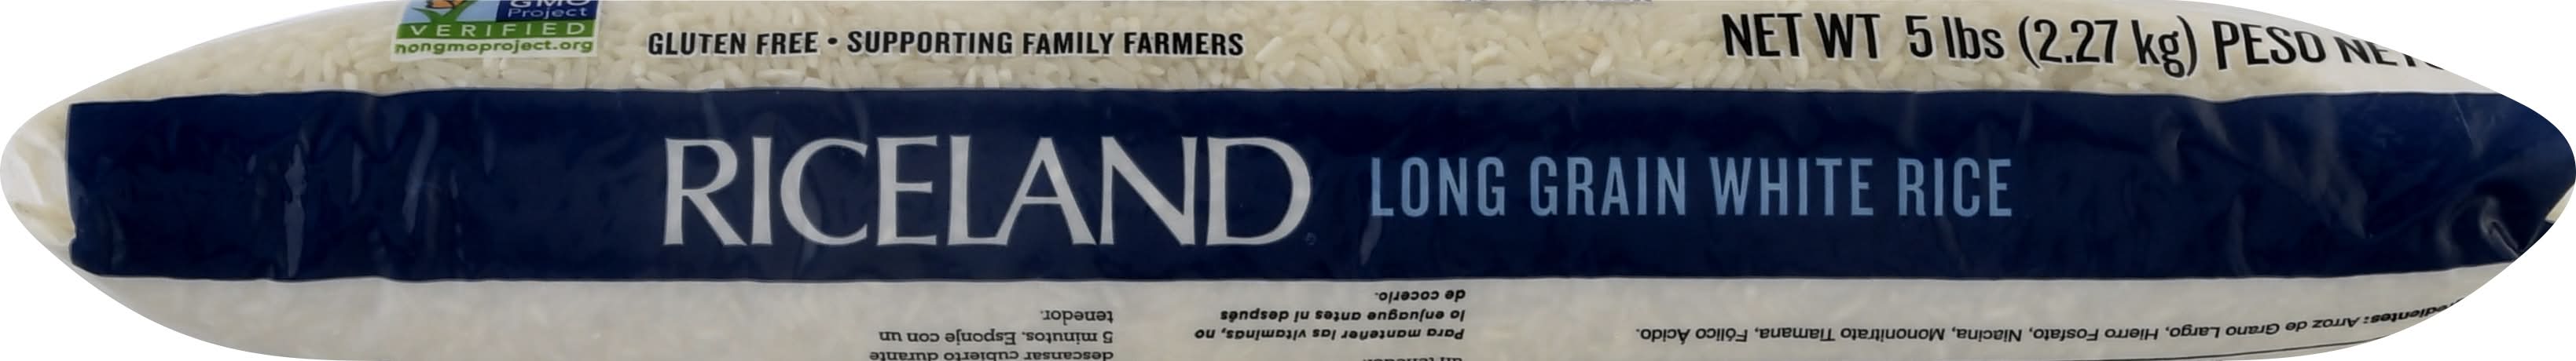 GMO
Project
VERIFIED
nongmoproject.org
GLUTEN FREE • SUPPORTING FAMILY FARMERS
NET WT 5 lbs (2.27 kg) PESO
RICELAND LONG GRAIN WHITE RICE
Arroz de Grano Largo, Hierro Fosfato, Niacina, Mononitrato Tiamana, Fólico Ácido.
Para mantener las vitaminas, no
lo enjuague antes ni después
de cocerlo.
descansar cubierto durante
5 minutos. Esponje con un
tenedor.